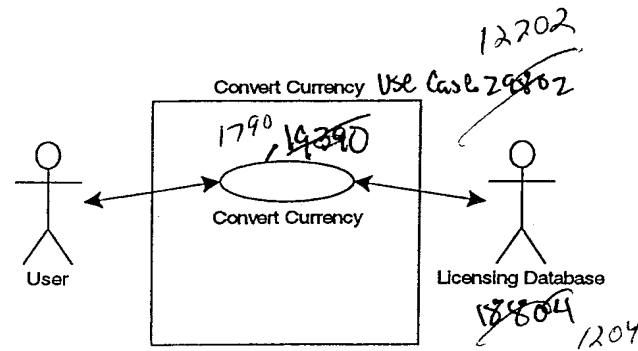 12202
Convert Currency Use Case 29802
1790 19390
Convert Currency
User
Licensing Database
18804
1204